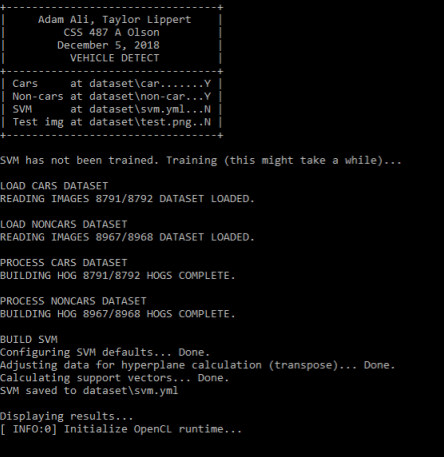 +---------------------------------+
| Adam Ali, Taylor Lippert |
| CSS 487 A Olson |
| December 5, 2018 |
| VEHICLE DETECT |
+---------------------------------+
| Cars at dataset\car.......Y |
| Non-cars at dataset\non-car...Y |
| SVM at dataset\svm.yml...N |
| Test img at dataset\test.png..N |
+---------------------------------+
SVM has not been trained. Training (this might take a while)...
LOAD CARS DATASET
READING IMAGES 8791/8792 DATASET LOADED.
LOAD NONCARS DATASET
READING IMAGES 8967/8968 DATASET LOADED.
PROCESS CARS DATASET
BUILDING HOG 8791/8792 HOGS COMPLETE.
PROCESS NONCARS DATASET
BUILDING HOG 8967/8968 HOGS COMPLETE.
BUILD SVM
Configuring SVM defaults... Done.
Adjusting data for hyperplane calculation (transpose)... Done.
Calculating support vectors... Done.
SVM saved to dataset\svm.yml
Displaying results...
[ INFO:0] Initialize OpenCL runtime...